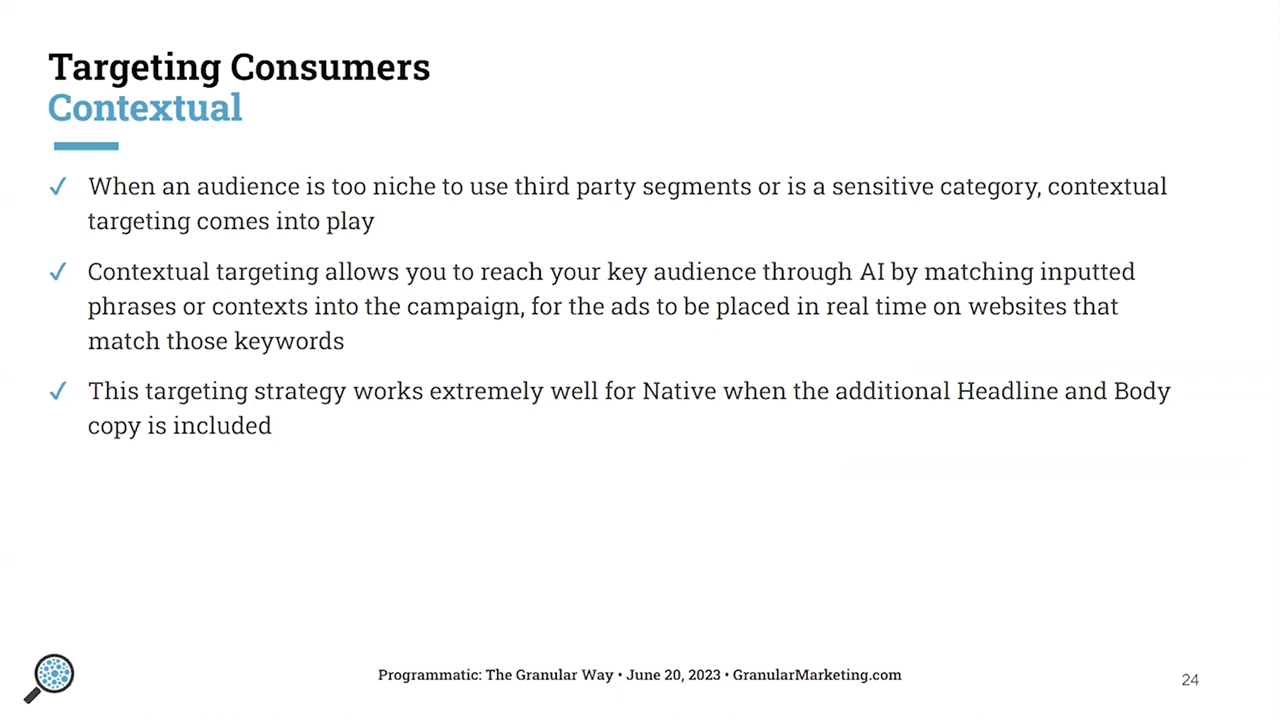 Targeting Consumers
Contextual
✓ When an audience is too niche to use third party segments or is a sensitive category, contextual
targeting comes into play
✓ Contextual targeting allows you to reach your key audience through AI by matching inputted
phrases or contexts into the campaign, for the ads to be placed in real time on websites that
match those keywords
✓ This targeting strategy works extremely well for Native when the additional Headline and Body
copy is included
Programmatic: The Granular Way • June 20, 2023 • GranularMarketing.com
24